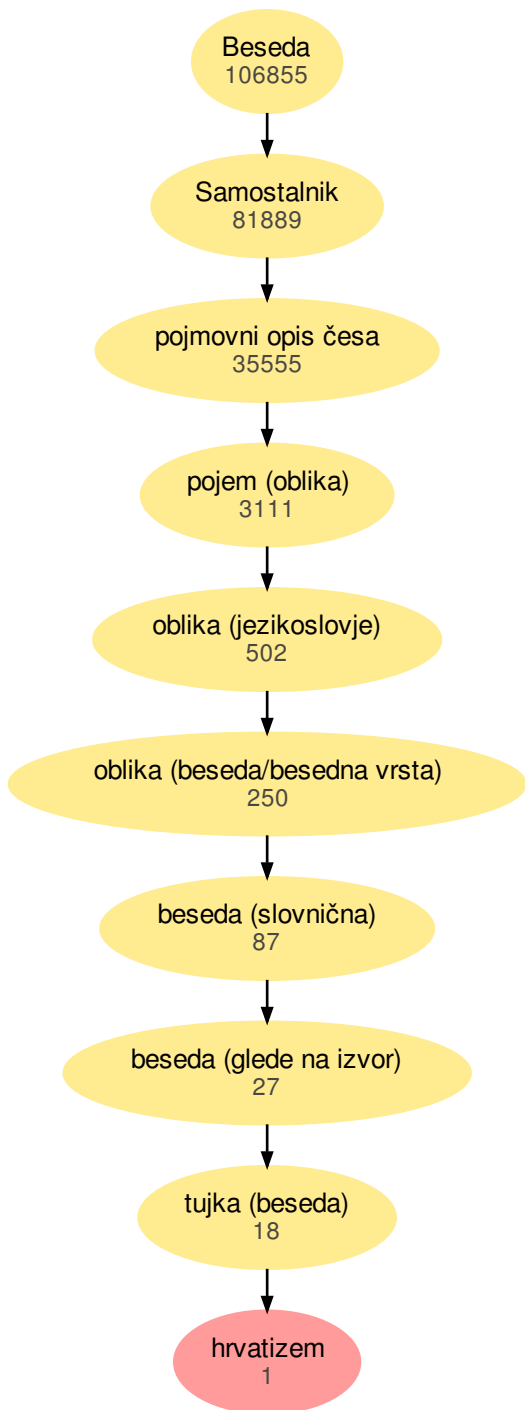 Beseda
106855
Samostalnik
81889
pojmovni opis česa
35555
pojem (oblika)
3111
oblika (jezikoslovje)
502
oblika (beseda/besedna vrsta)
250
beseda (slovnična)
87
beseda (glede na izvor)
27
tujka (beseda)
18
hrvatizem
1